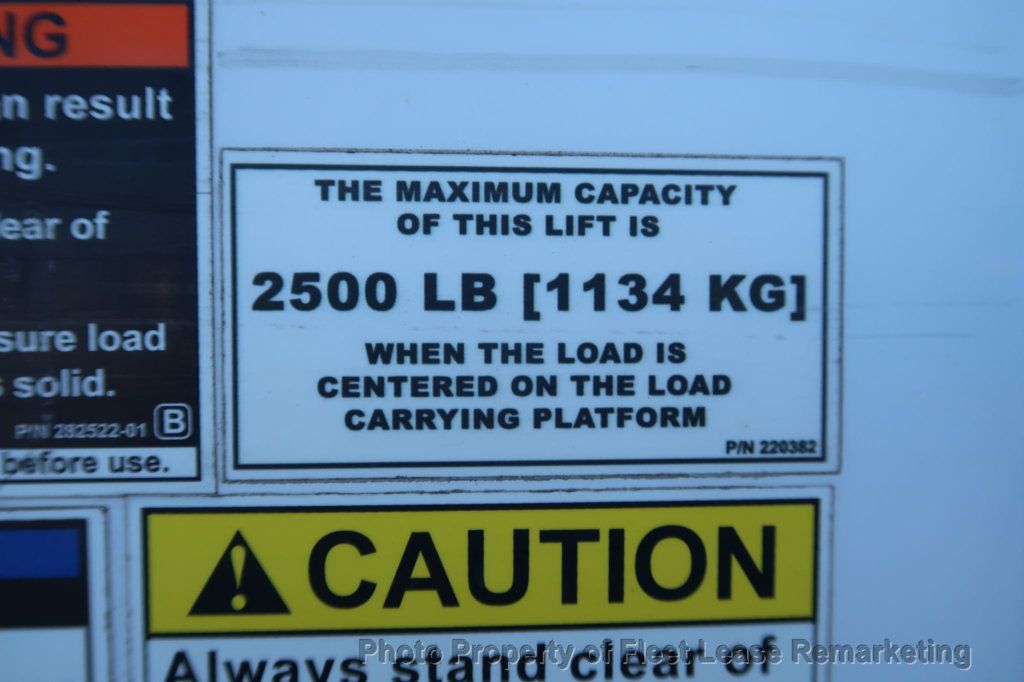 NG
n result
ng.
ear of
sure load
solid.
P/N 282522-01 B
before use.
THE MAXIMUM CAPACITY
OF THIS LIFT IS
2500 LB [1134 KG]
WHEN THE LOAD IS
CENTERED ON THE LOAD
CARRYING PLATFORM
P/N 220382
CAUTION
Always stand clear of
Photo Property of Fleet Lease Remarketing